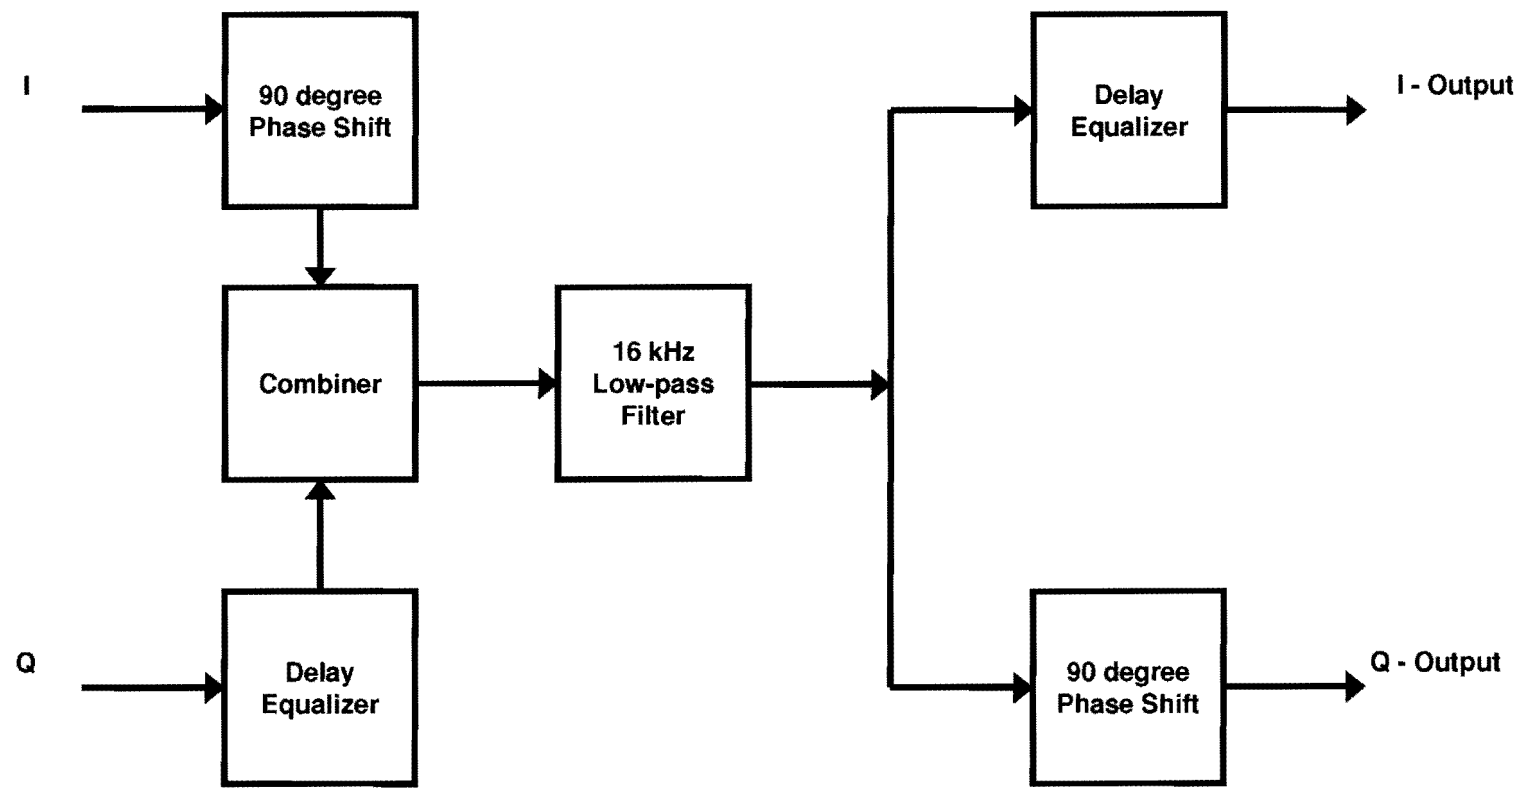 I
90 degree
Phase Shift
Delay
Equalizer
I - Output
Combiner
16 kHz
Low-pass
Filter
Q
Delay
Equalizer
90 degree
Phase Shift
Q - Output